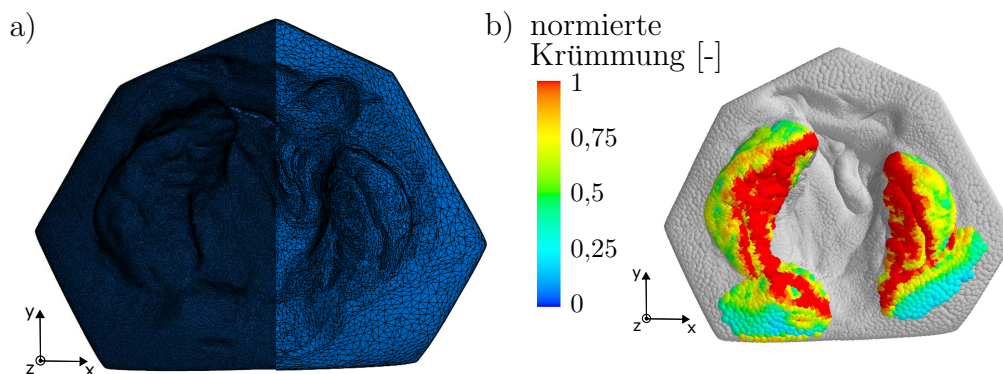 a)
y
z
x
b) normierte
Krümmung [-]
1
0,75
0,5
0,25
0
y
z
x